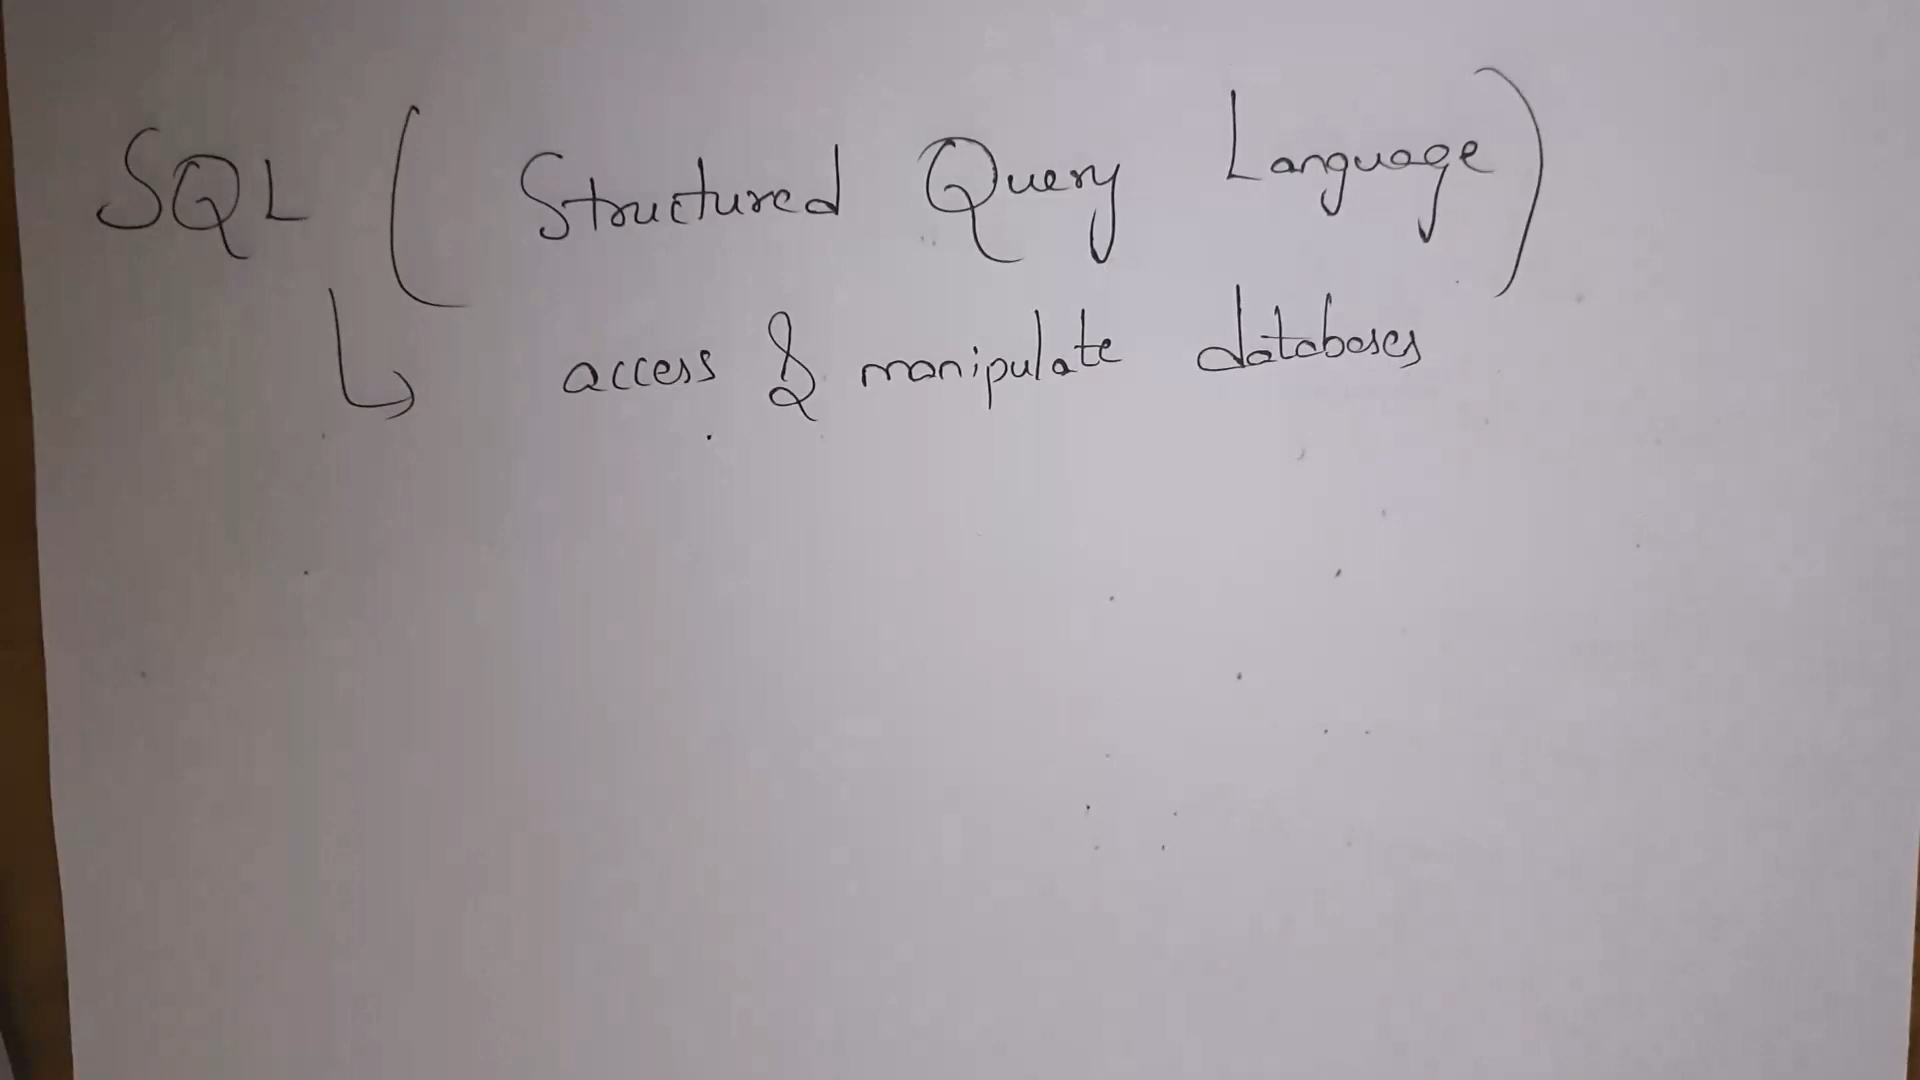 SQL ( Structured Query Language )
↳ access & manipulate databases